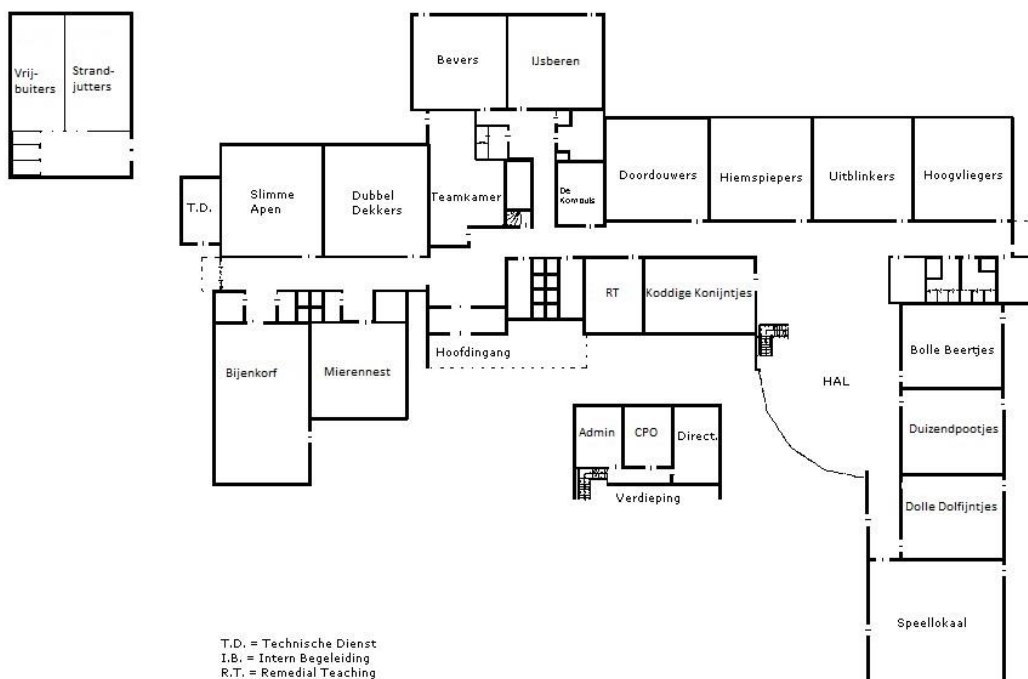 Bevers
IJsberen
Vrij-
buiters
Strand-
jutters
T.D.
Slimme
Apen
Dubbel
Dekkers
Teamkamer
De
Doordouwers
Hiemspiepers
Uitblinkers
Hoogvliegers
RT
Koddige Konijntjes
Hoofdingang
Bijenkorf
Mierennest
HAL
Bolle Beertjes
Duizendpootjes
Dolle Dolfijntjes
Admin
CPO
Direct.
Verdieping
Speellokaal
T.D. = Technische Dienst
I.B. = Intern Begeleiding
R.T. = Remedial Teaching